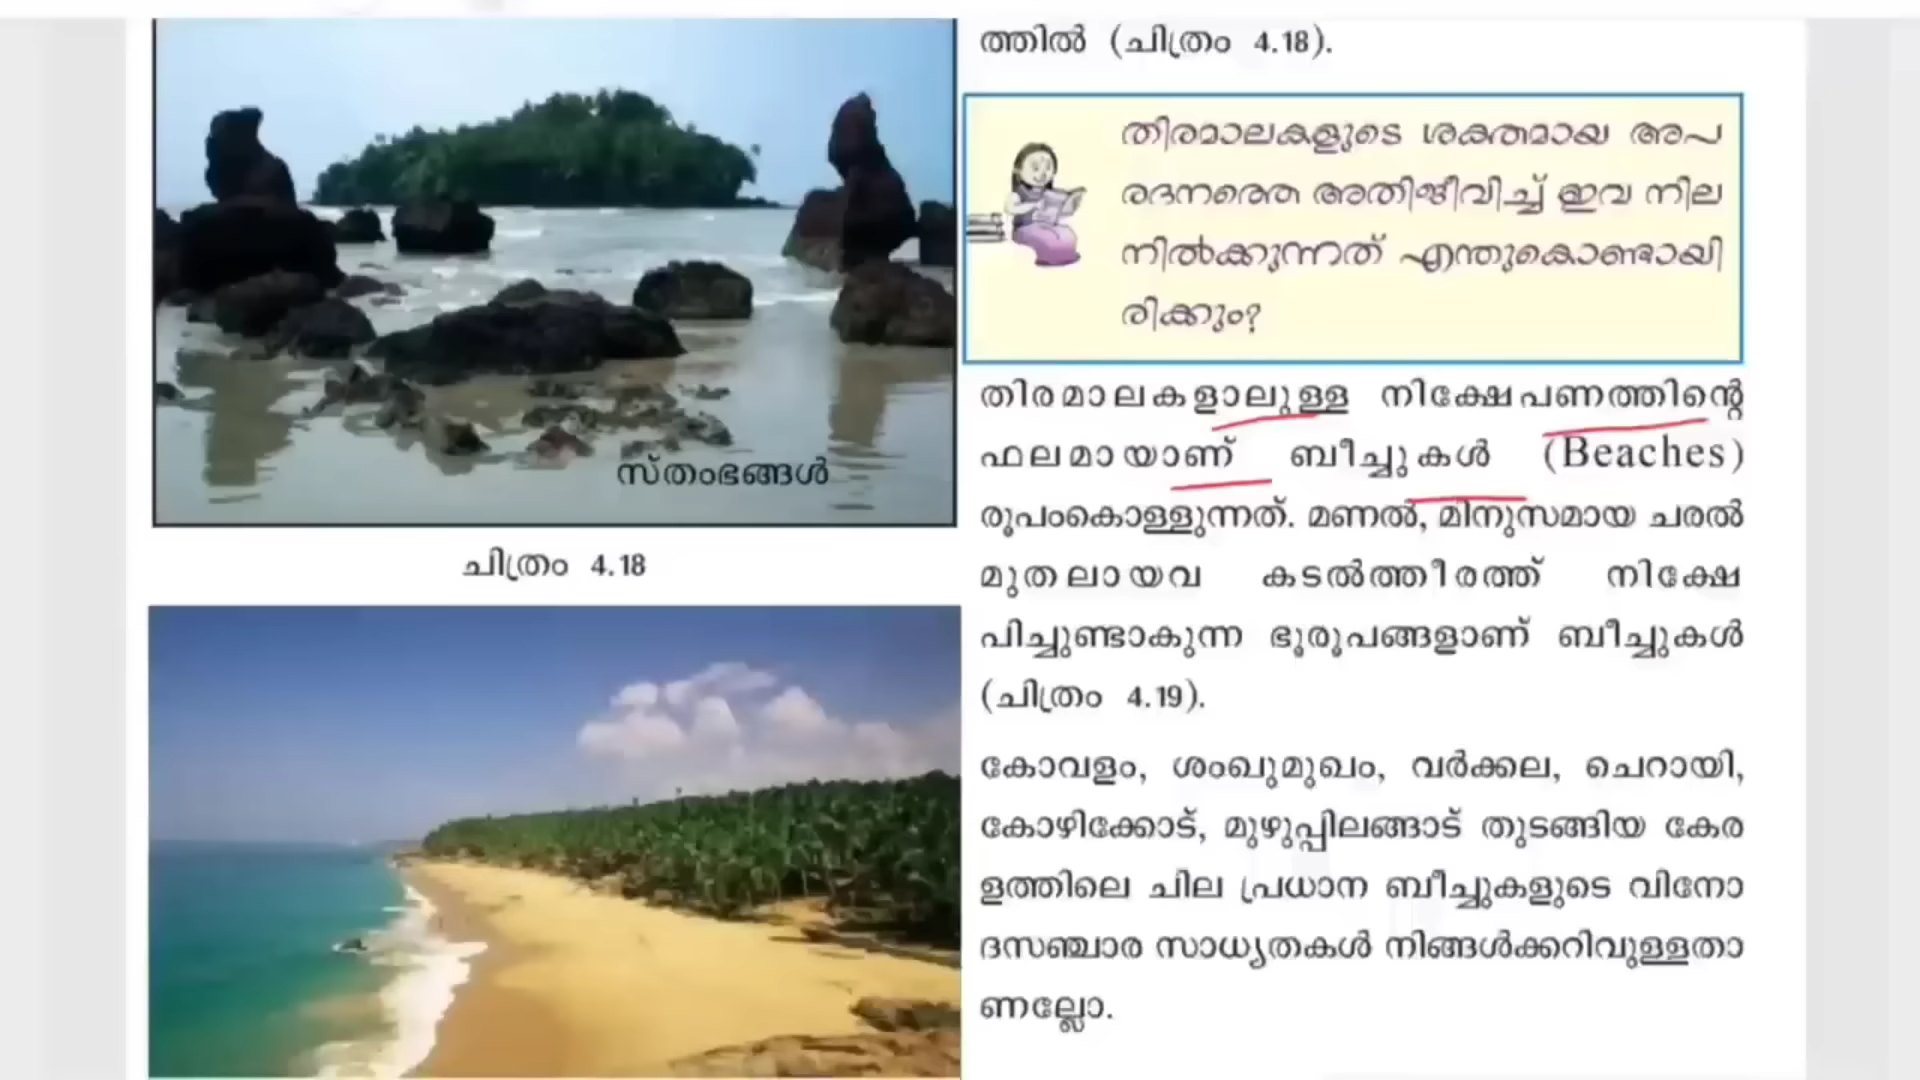 ത്തിൽ (ചിത്രം 4.18).
തിരമാലകളുടെ ശക്തമായ അപ
രദനത്തെ അതിജീവിച്ച് ഇവ നില
നിൽക്കുന്നത് എന്തുകൊണ്ടായി
രിക്കും?
സ്തംഭങ്ങൾ
ചിത്രം 4.18
തിരമാലകളാലുള്ള നിക്ഷേപണത്തിന്റെ
ഫലമായാണ് ബീച്ചുകൾ (Beaches)
രൂപംകൊള്ളുന്നത്. മണൽ, മിനുസമായ ചരൽ
മുതലായവ കടൽത്തീരത്ത് നിക്ഷേ
പിച്ചുണ്ടാകുന്ന ഭൂരൂപങ്ങളാണ് ബീച്ചുകൾ
(ചിത്രം 4.19).
കോവളം, ശംഖുമുഖം, വർക്കല, ചെറായി,
കോഴിക്കോട്, മുഴുപ്പിലങ്ങാട് തുടങ്ങിയ കേര
ളത്തിലെ ചില പ്രധാന ബീച്ചുകളുടെ വിനോ
ദസഞ്ചാര സാധ്യതകൾ നിങ്ങൾക്കറിവുള്ളതാ
ണല്ലോ.